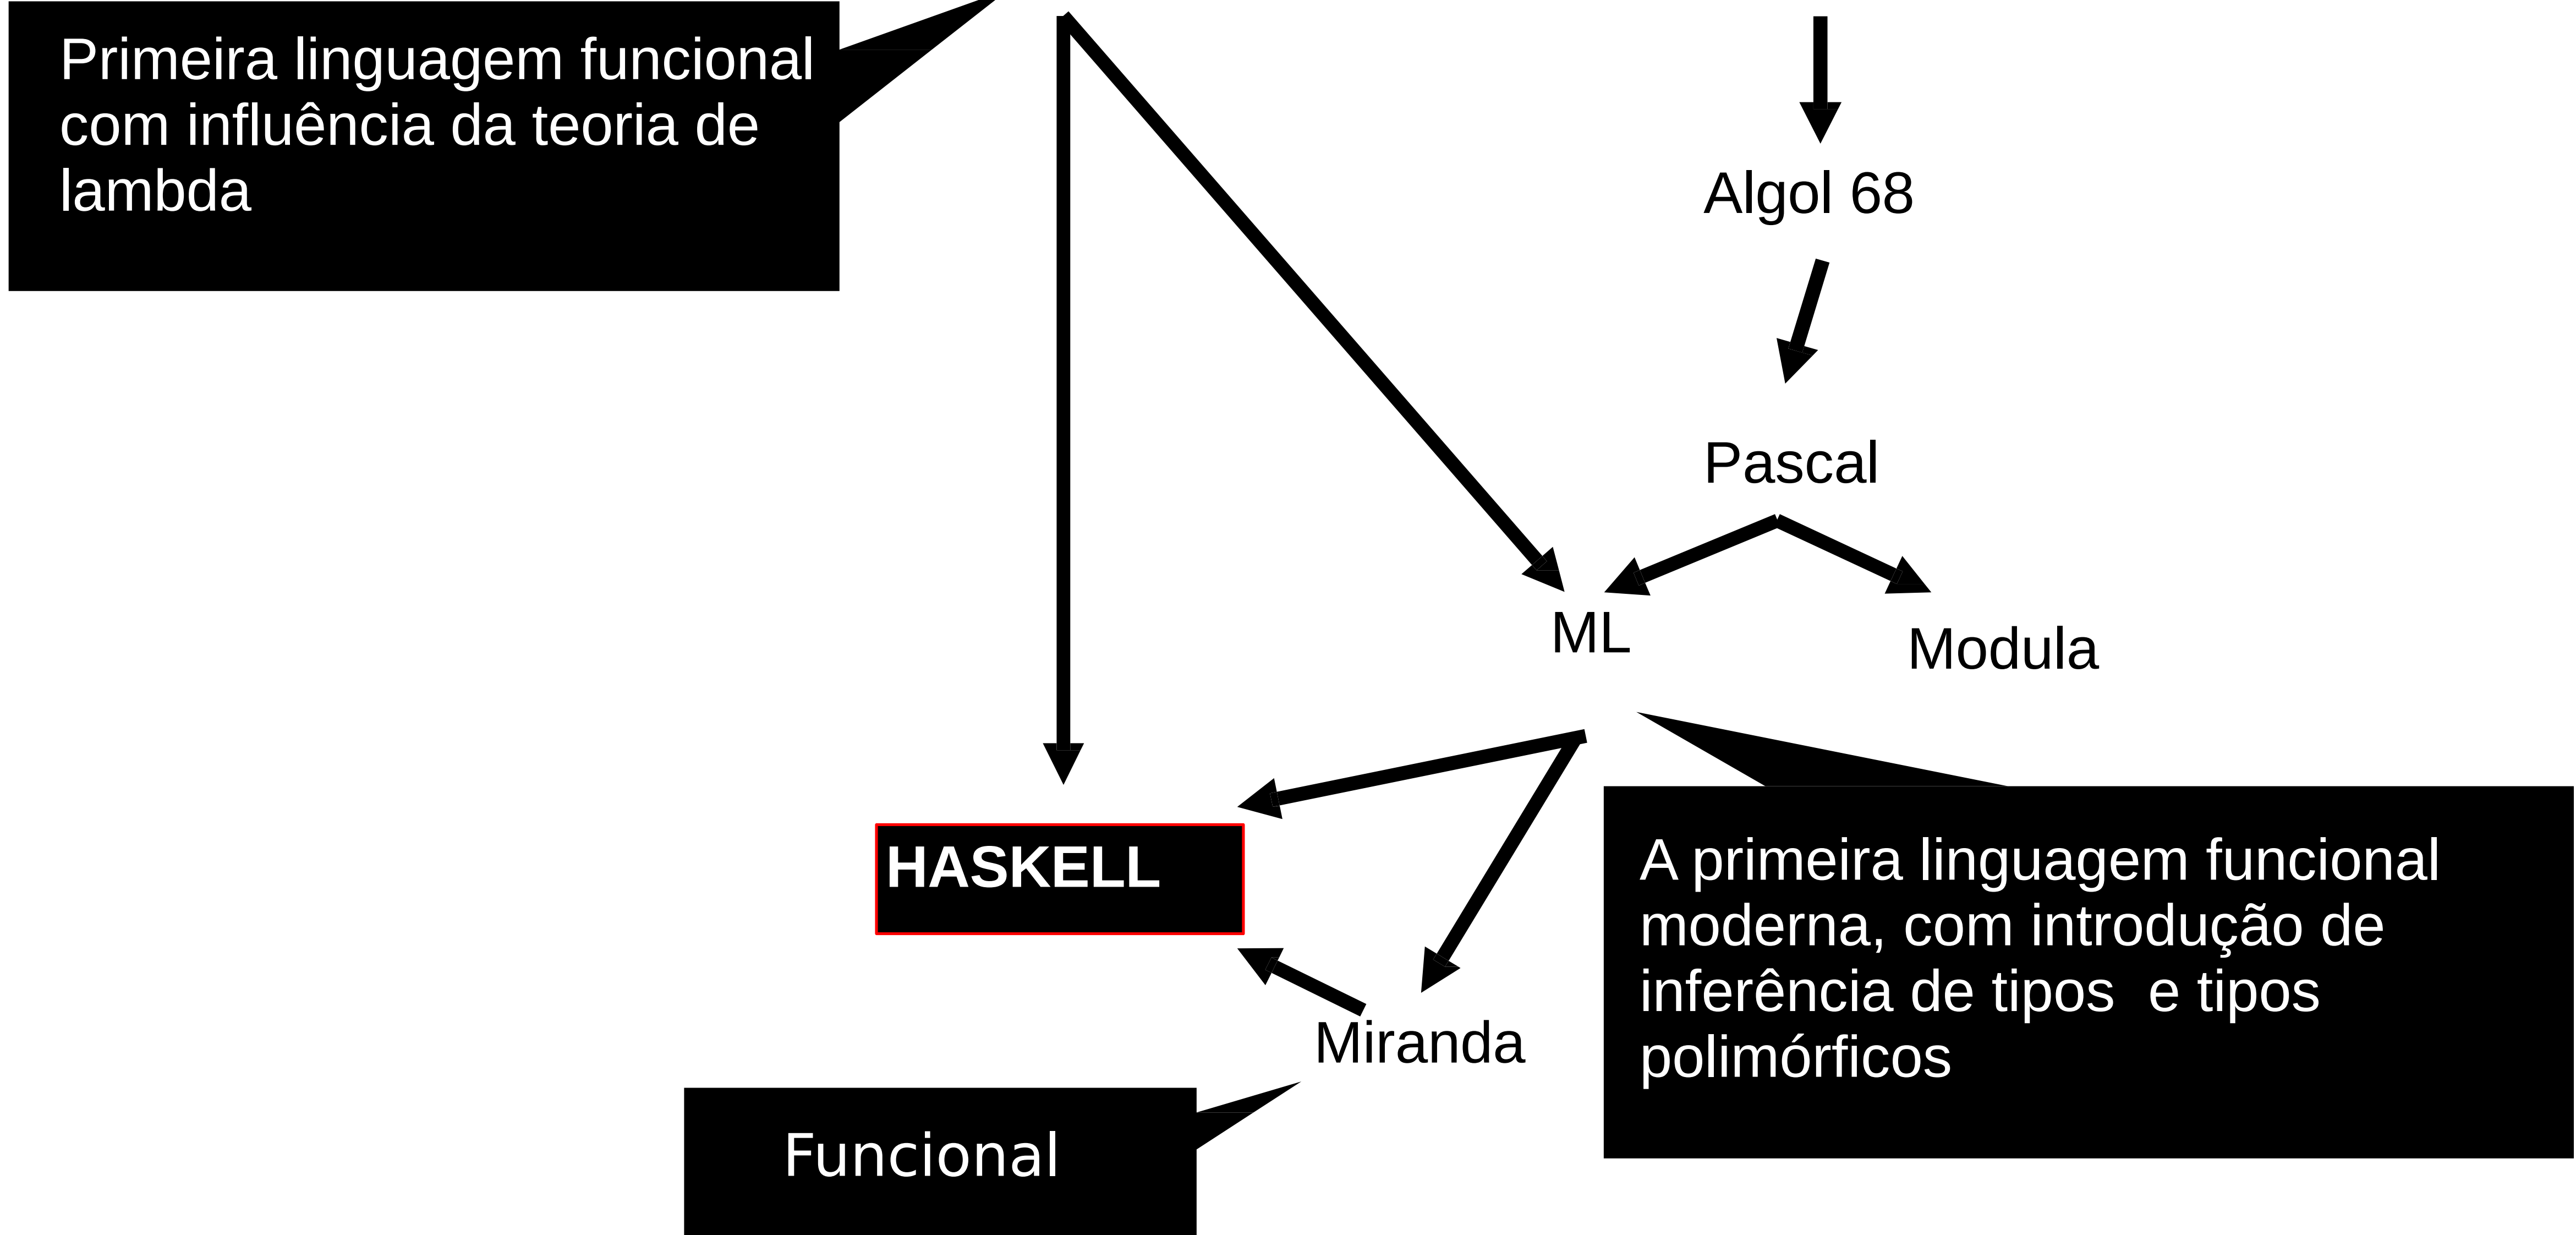 Primeira linguagem funcional
com influência da teoria de
lambda
Algol 68
Pascal
ML
Modula
HASKELL
A primeira linguagem funcional
moderna, com introdução de
inferência de tipos  e tipos
polimórficos
Miranda
Funcional